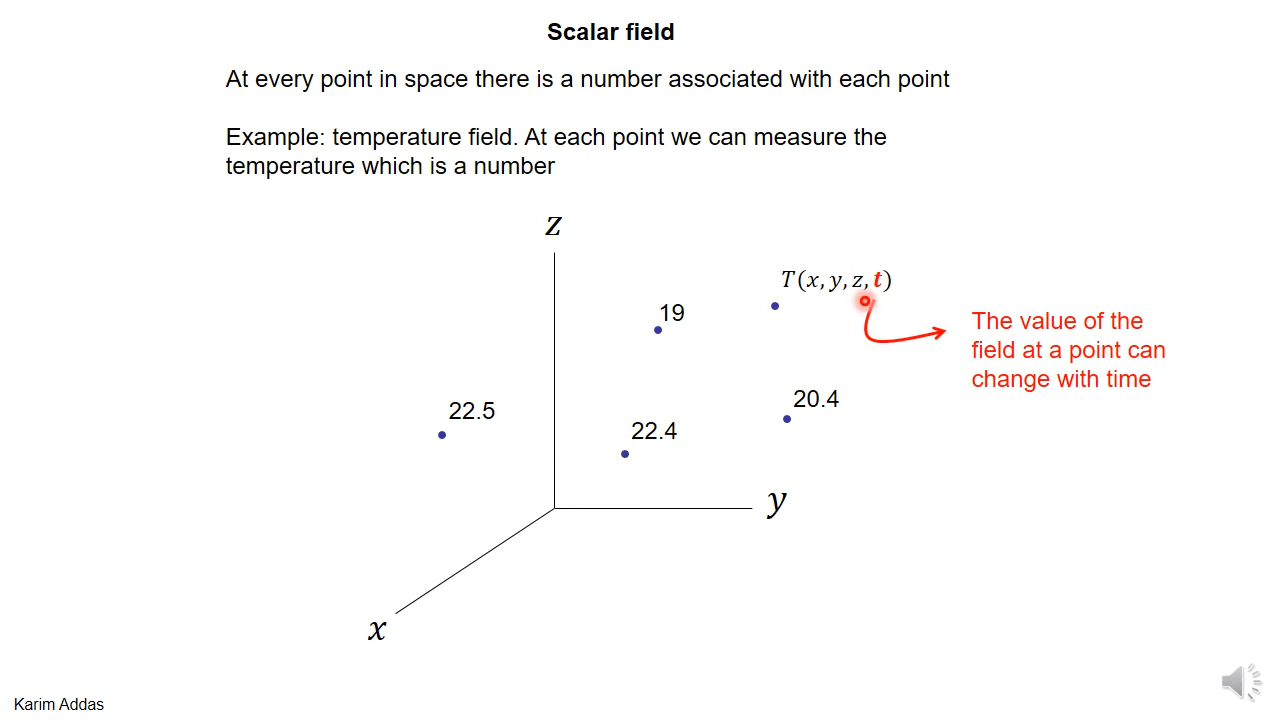 Scalar field
At every point in space there is a number associated with each point
Example: temperature field. At each point we can measure the
temperature which is a number
z
T(x, y, z, t)
19
The value of the
field at a point can
change with time
20.4
22.5
22.4
y
x
Karim Addas